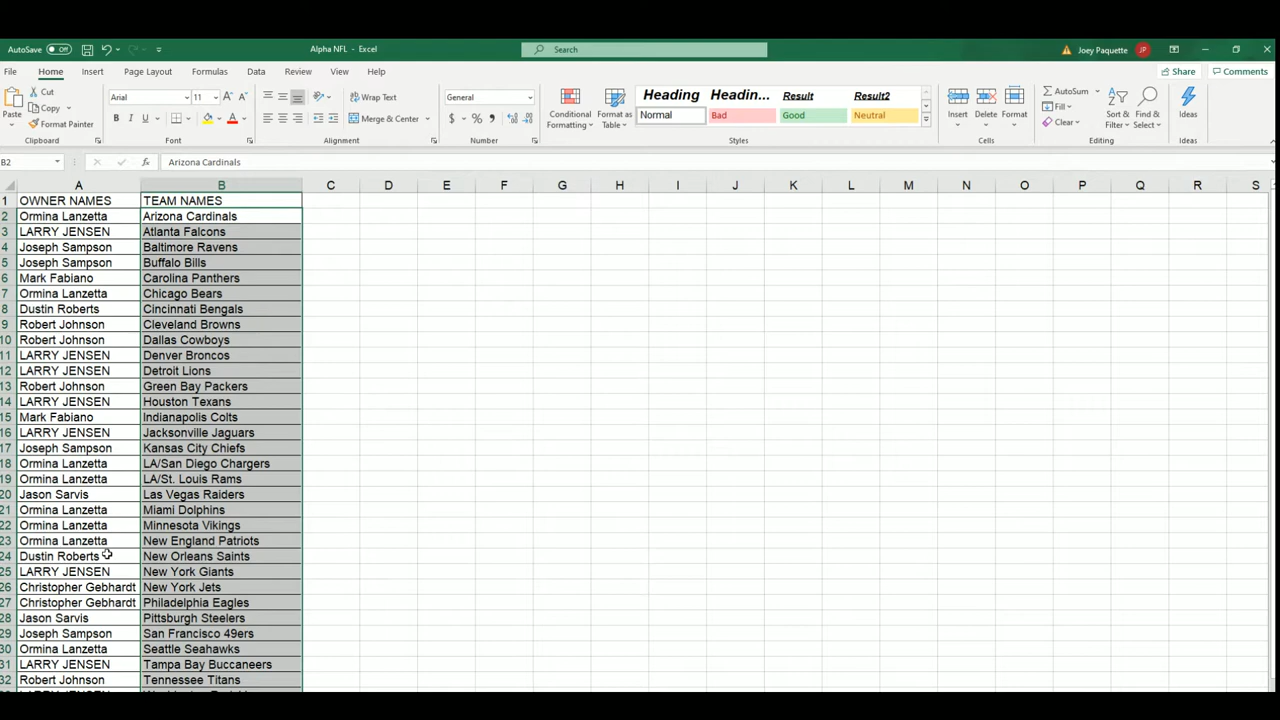 AutoSave Off Alpha NFL - Excel Search Joey Paquette JP
File Home Insert Page Layout Formulas Data Review View Help Share Comments
Paste Cut Copy Format Painter Clipboard
Arial 11 A A B I U A Font
Wrap Text Merge & Center Alignment
General $ % , Number
Conditional Formatting Format as Table
Heading Headin... Result Result2
Normal Bad Good Neutral Styles
Insert Delete Format Cells
AutoSum Fill Clear Sort & Filter Find & Select Editing
Ideas Ideas
B2 fx Arizona Cardinals
A B C D E F G H I J K L M N O P Q R S
1 OWNER NAMES TEAM NAMES
2 Ormina Lanzetta Arizona Cardinals
3 LARRY JENSEN Atlanta Falcons
4 Joseph Sampson Baltimore Ravens
5 Joseph Sampson Buffalo Bills
6 Mark Fabiano Carolina Panthers
7 Ormina Lanzetta Chicago Bears
8 Dustin Roberts Cincinnati Bengals
9 Robert Johnson Cleveland Browns
10 Robert Johnson Dallas Cowboys
11 LARRY JENSEN Denver Broncos
12 LARRY JENSEN Detroit Lions
13 Robert Johnson Green Bay Packers
14 LARRY JENSEN Houston Texans
15 Mark Fabiano Indianapolis Colts
16 LARRY JENSEN Jacksonville Jaguars
17 Joseph Sampson Kansas City Chiefs
18 Ormina Lanzetta LA/San Diego Chargers
19 Ormina Lanzetta LA/St. Louis Rams
20 Jason Sarvis Las Vegas Raiders
21 Ormina Lanzetta Miami Dolphins
22 Ormina Lanzetta Minnesota Vikings
23 Ormina Lanzetta New England Patriots
24 Dustin Roberts New Orleans Saints
25 LARRY JENSEN New York Giants
26 Christopher Gebhardt New York Jets
27 Christopher Gebhardt Philadelphia Eagles
28 Jason Sarvis Pittsburgh Steelers
29 Joseph Sampson San Francisco 49ers
30 Ormina Lanzetta Seattle Seahawks
31 LARRY JENSEN Tampa Bay Buccaneers
32 Robert Johnson Tennessee Titans